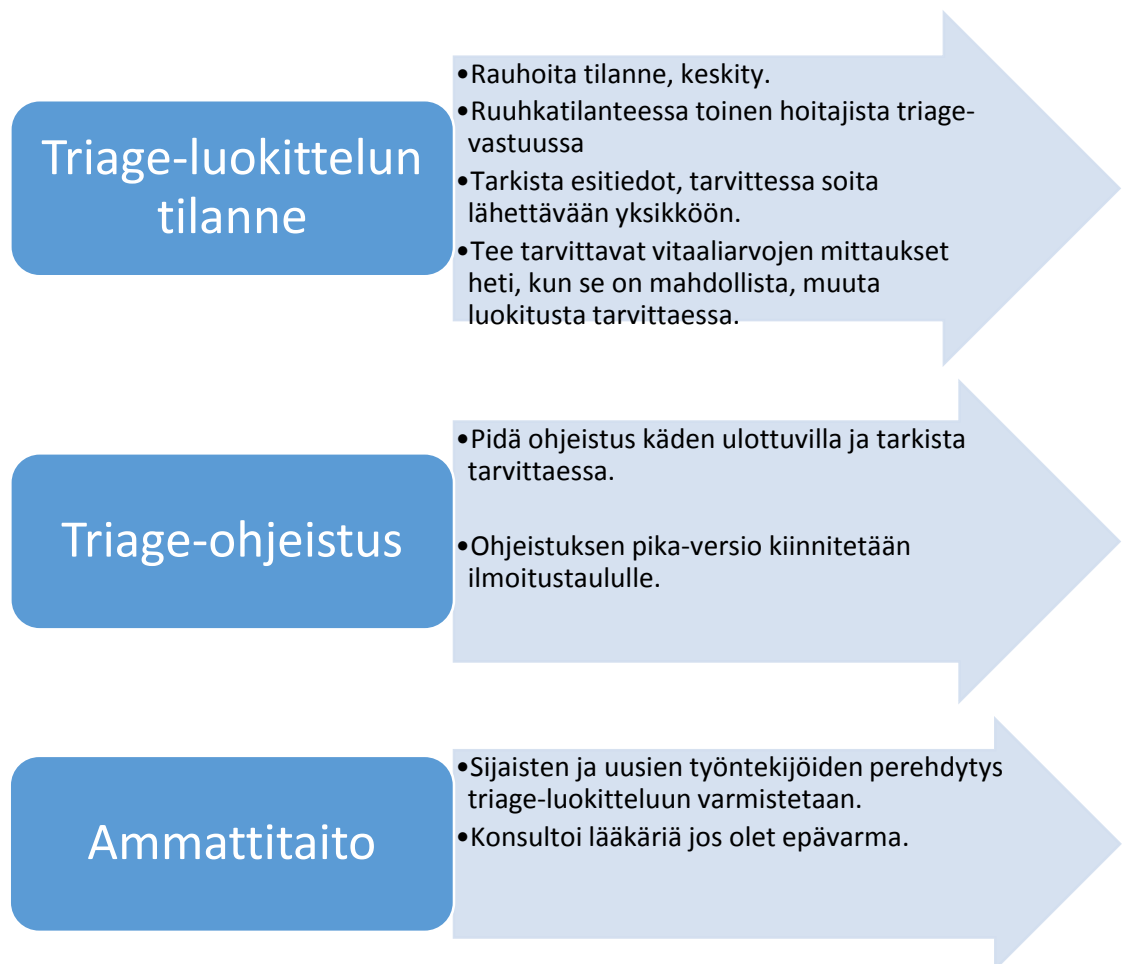 Triage-luokittelun
tilanne
•Rauhoita tilanne, keskity.
•Ruuhkatilanteessa toinen hoitajista triage-
vastuussa
•Tarkista esitiedot, tarvittessa soita
lähettävään yksikköön.
•Tee tarvittavat vitaaliarvojen mittaukset
heti, kun se on mahdollista, muuta
luokitusta tarvittaessa.
Triage-ohjeistus
•Pidä ohjeistus käden ulottuvilla ja tarkista
tarvittaessa.
•Ohjeistuksen pika-versio kiinnitetään
ilmoitustaululle.
Ammattitaito
•Sijaisten ja uusien työntekijöiden perehdytys
triage-luokitteluun varmistetaan.
•Konsultoi lääkäriä jos olet epävarma.